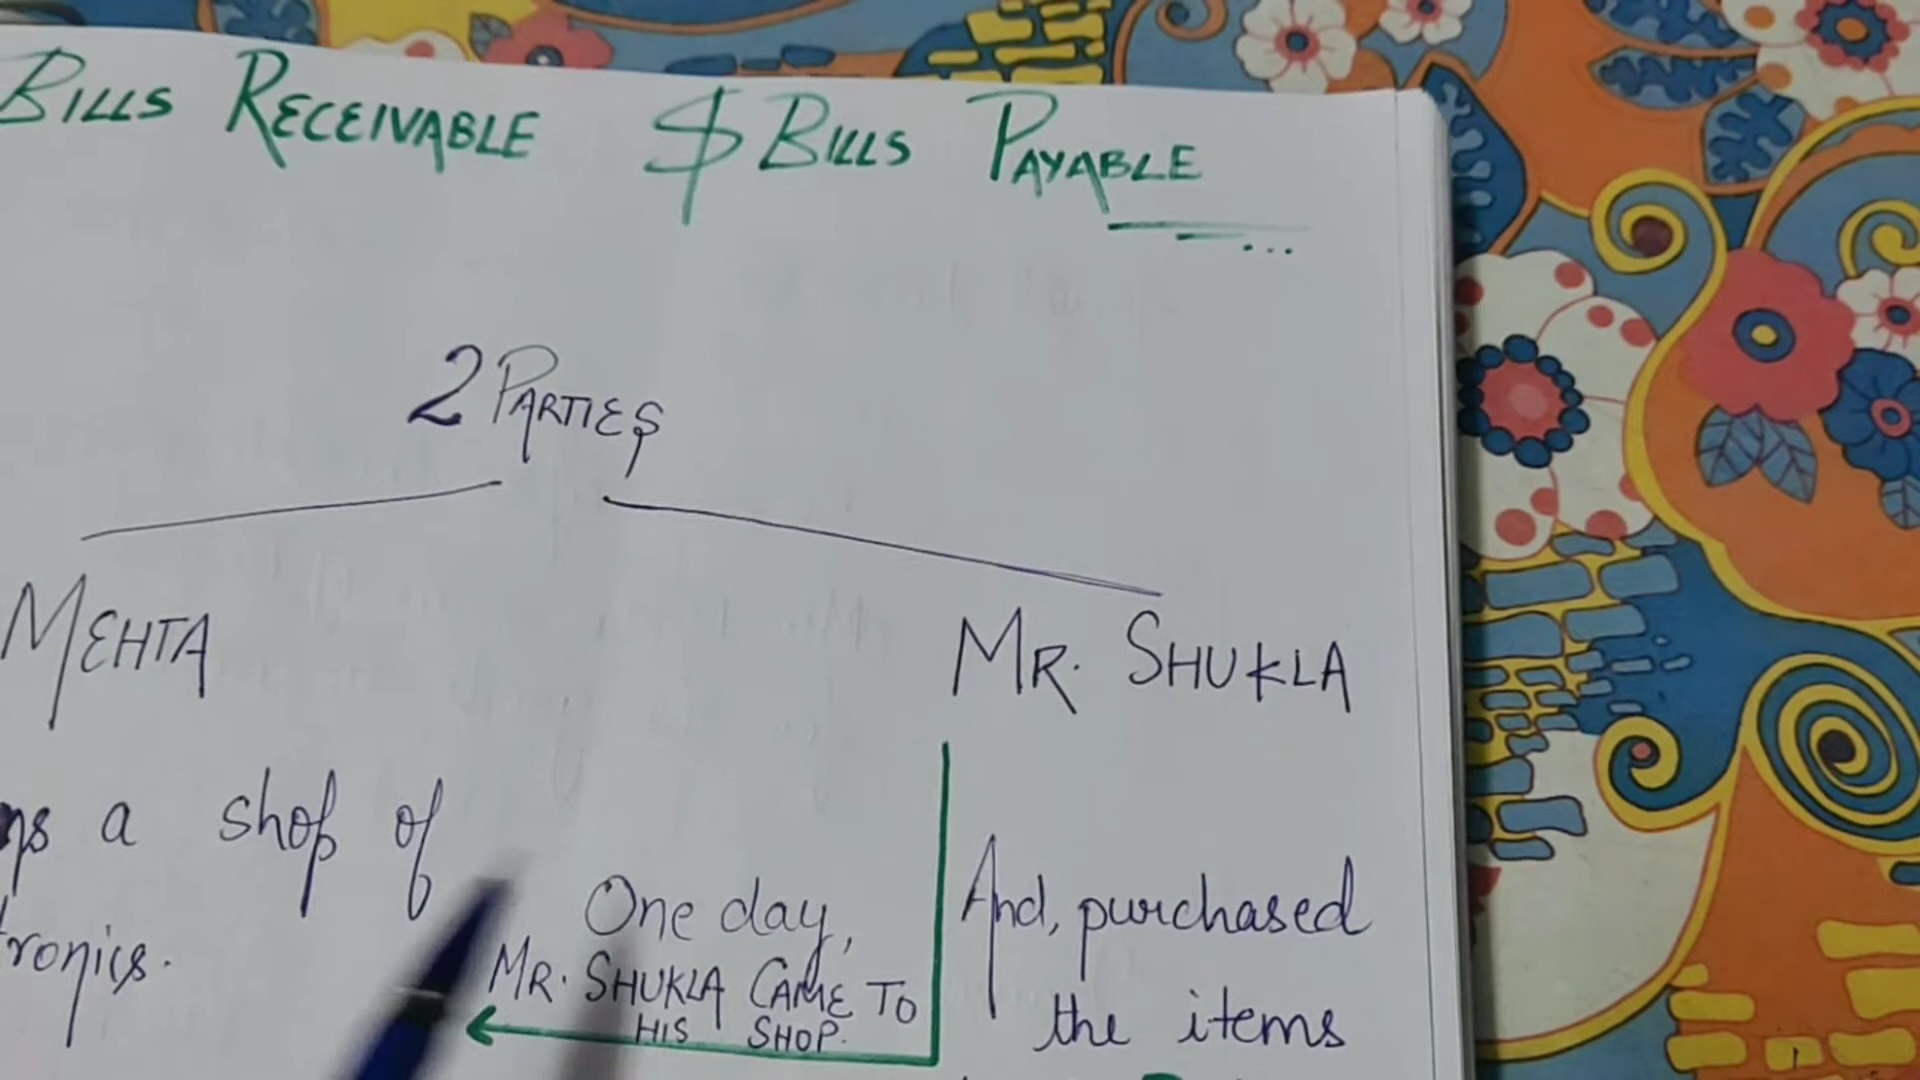 BILLS RECEIVABLE $ BILLS PAYABLE
2 PARTIES
MEHTA
MR. SHUKLA
a shop of
One day,
MR. SHUKLA CAME TO
HIS SHOP.
And, purchased
the items